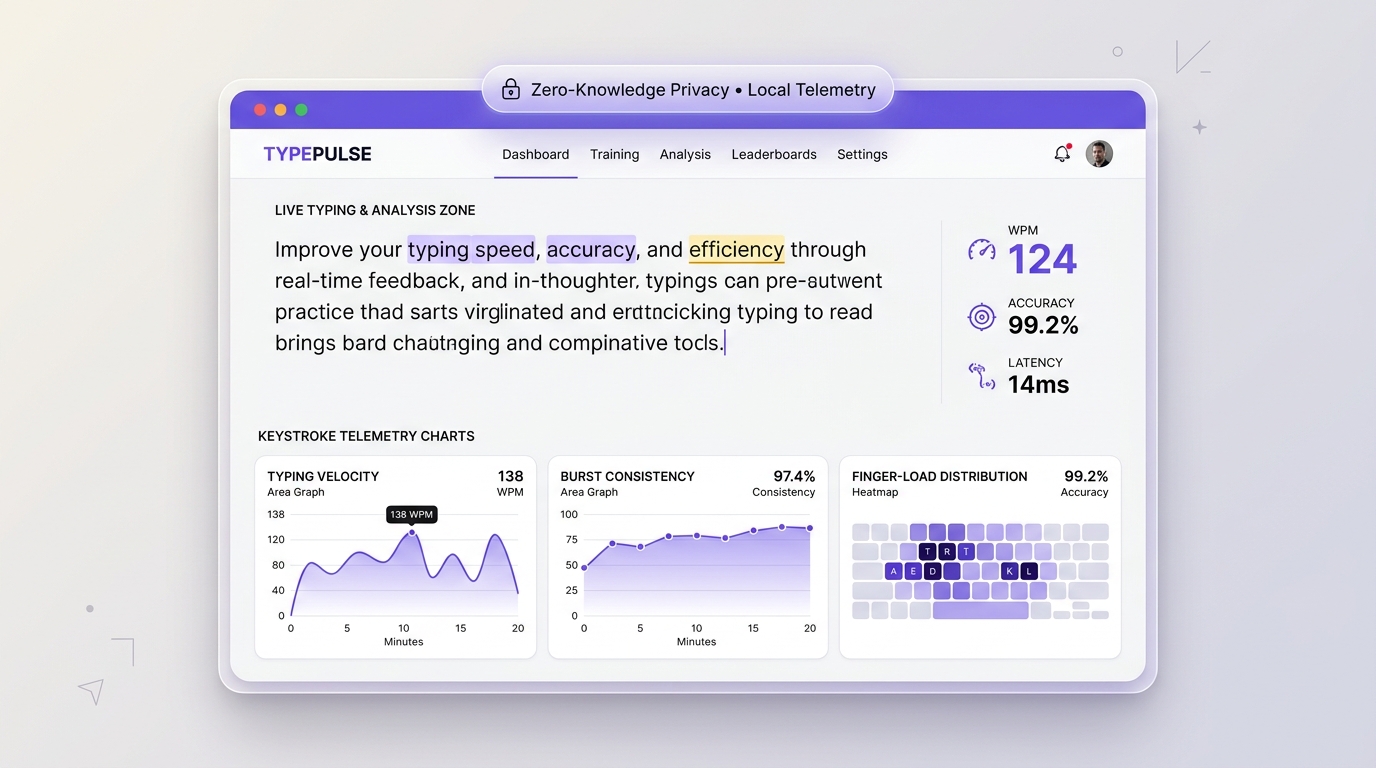 Zero-Knowledge Privacy • Local Telemetry
TYPEPULSE
Dashboard Training Analysis Leaderboards Settings
LIVE TYPING & ANALYSIS ZONE
Improve your typing speed, accuracy, and efficiency through
real-time feedback, and in-thoughter. typings can pre-sutwent
practice thad sarts virglinated and typing to read
brings bard and compinative tocls.
WPM
124
ACCURACY
99.2%
LATENCY
14ms
KEYSTROKE TELEMETRY CHARTS
TYPING VELOCITY 138
Area Graph WPM
138 WPM
138
120
80
40
0
0 5 10 15 20
Minutes
BURST CONSISTENCY 97.4%
Area Graph Consistency
100
75
50
25
0
0 5 10 15 20
Minutes
FINGER-LOAD DISTRIBUTION 99.2%
Heatmap Accuracy
T R T
A E D K L